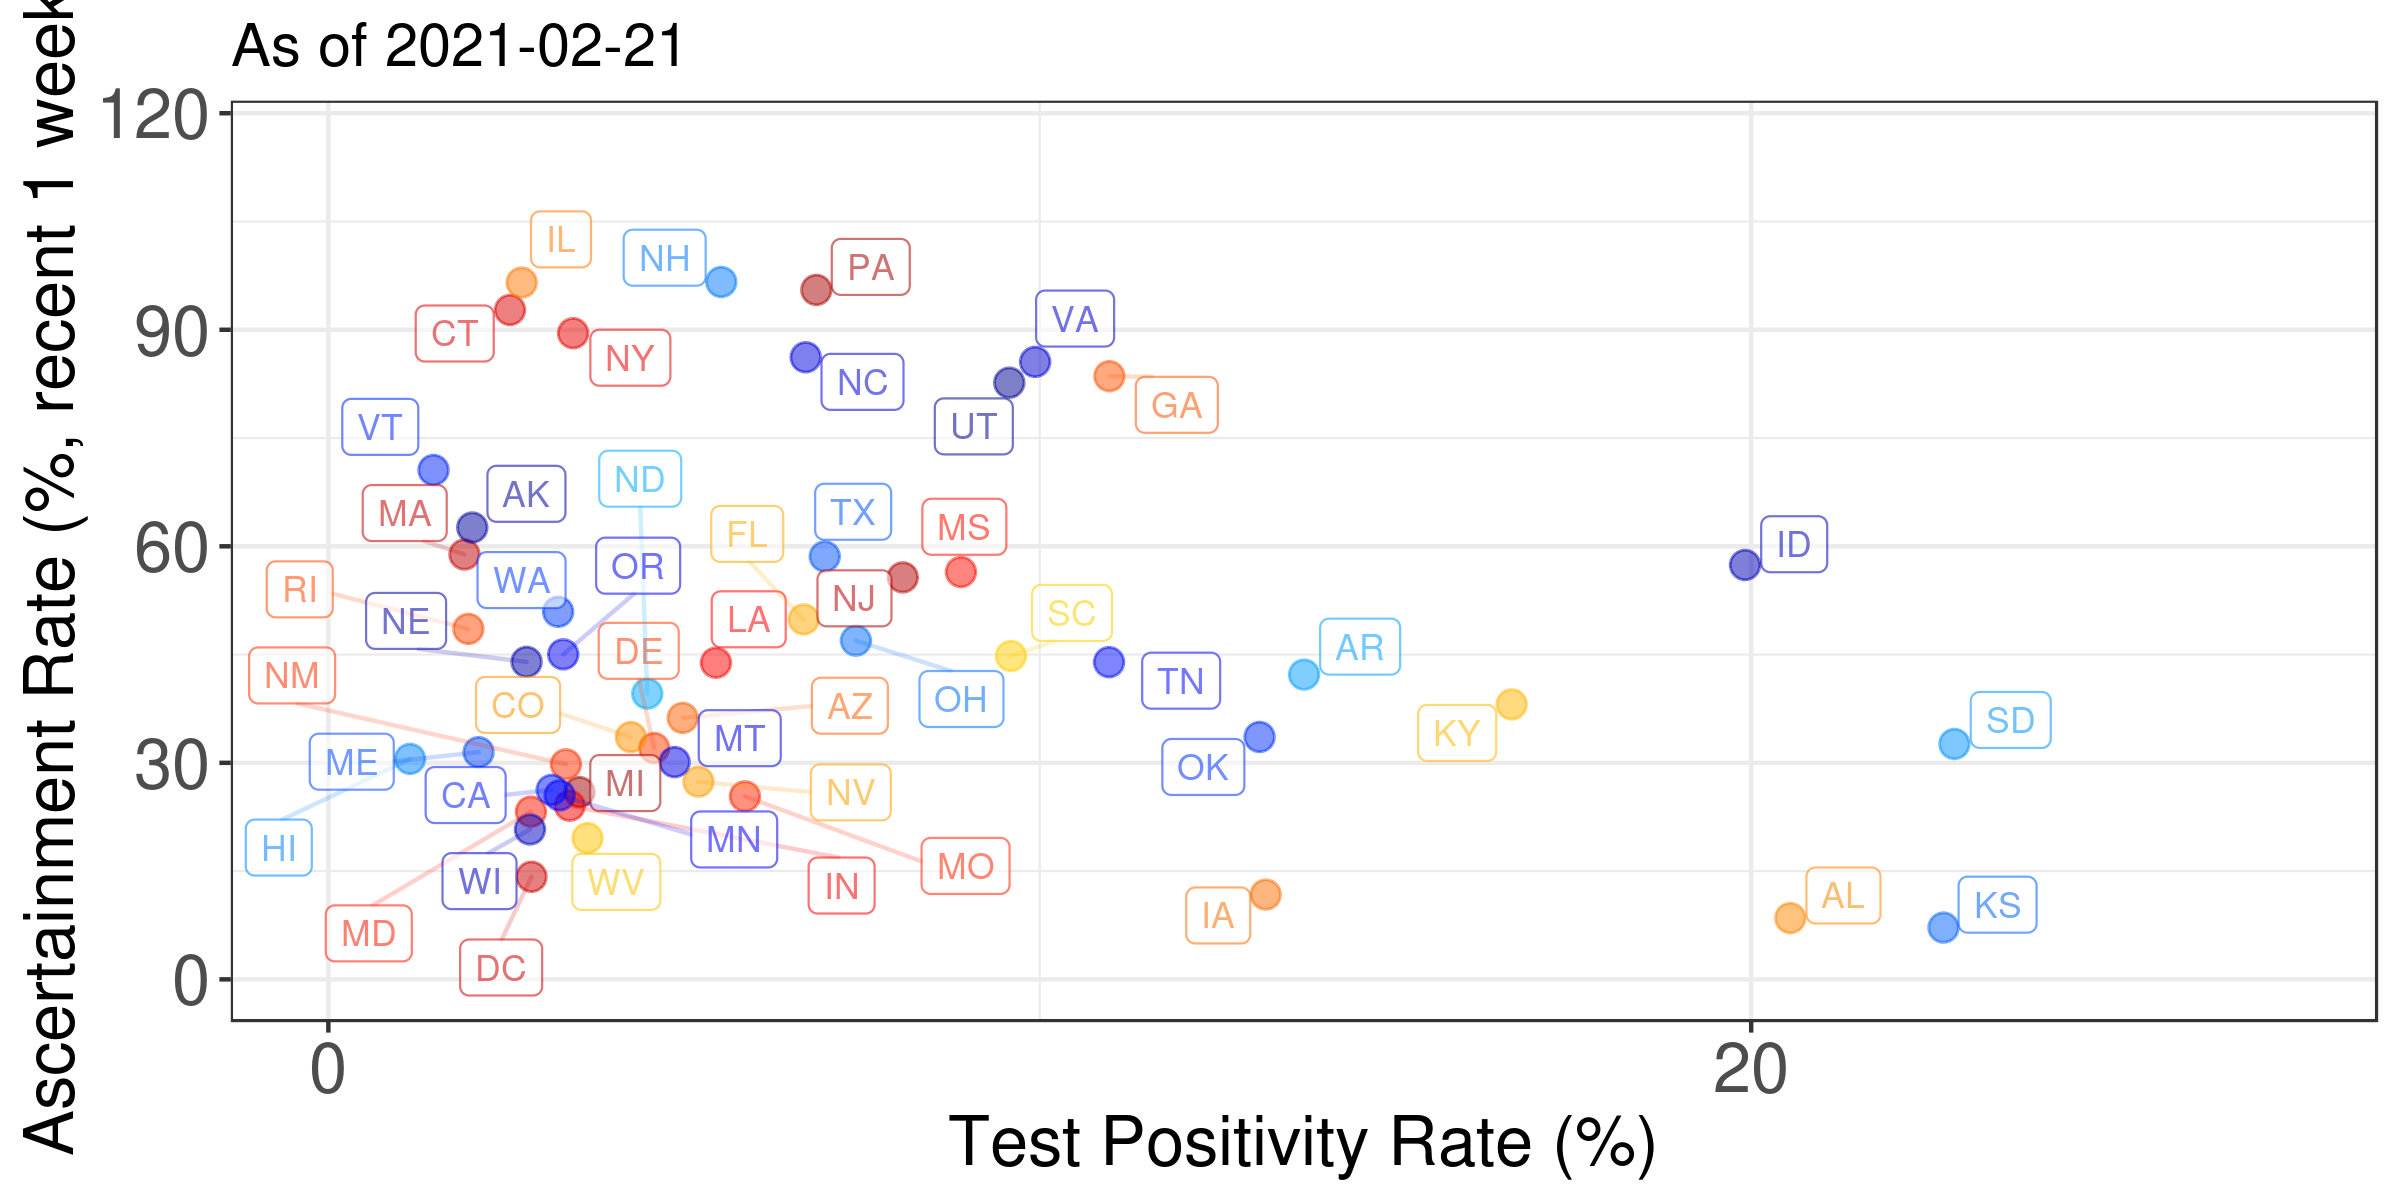 As of 2021-02-21
Ascertainment Rate (%, recent 1 week
120
90
60
30
0
IL
NH
PA
CT
NY
VA
NC
UT
GA
VT
ND
AK
MA
TX
FL
MS
ID
OR
WA
RI
NJ
NE
LA
SC
DE
AR
NM
TN
OH
CO
AZ
SD
KY
MT
ME
OK
MI
CA
NV
MN
HI
MO
WI
WV
IN
AL
KS
IA
MD
DC
0
20
Test Positivity Rate (%)